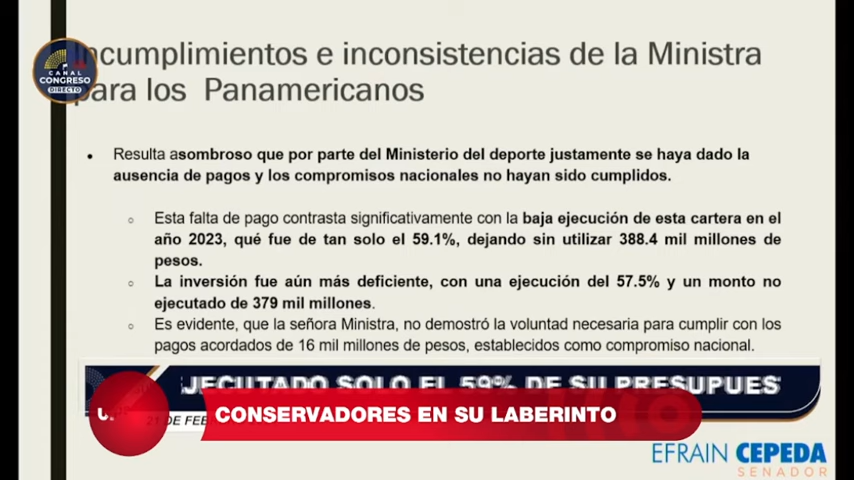 Incumplimientos e inconsistencias de la Ministra
para los Panamericanos
CANAL
CONGRESO
DIRECTO
• Resulta asombroso que por parte del Ministerio del deporte justamente se haya dado la
ausencia de pagos y los compromisos nacionales no hayan sido cumplidos.
○ Esta falta de pago contrasta significativamente con la baja ejecución de esta cartera en el
año 2023, qué fue de tan solo el 59.1%, dejando sin utilizar 388.4 mil millones de
pesos.
○ La inversión fue aún más deficiente, con una ejecución del 57.5% y un monto no
ejecutado de 379 mil millones.
○ Es evidente, que la señora Ministra, no demostró la voluntad necesaria para cumplir con los
pagos acordados de 16 mil millones de pesos, establecidos como compromiso nacional.
EJECUTADO SOLO EL 59% DE SU PRESUPUES
CONSERVADORES EN SU LABERINTO
21 DE FEB
EFRAIN CEPEDA
SENADOR